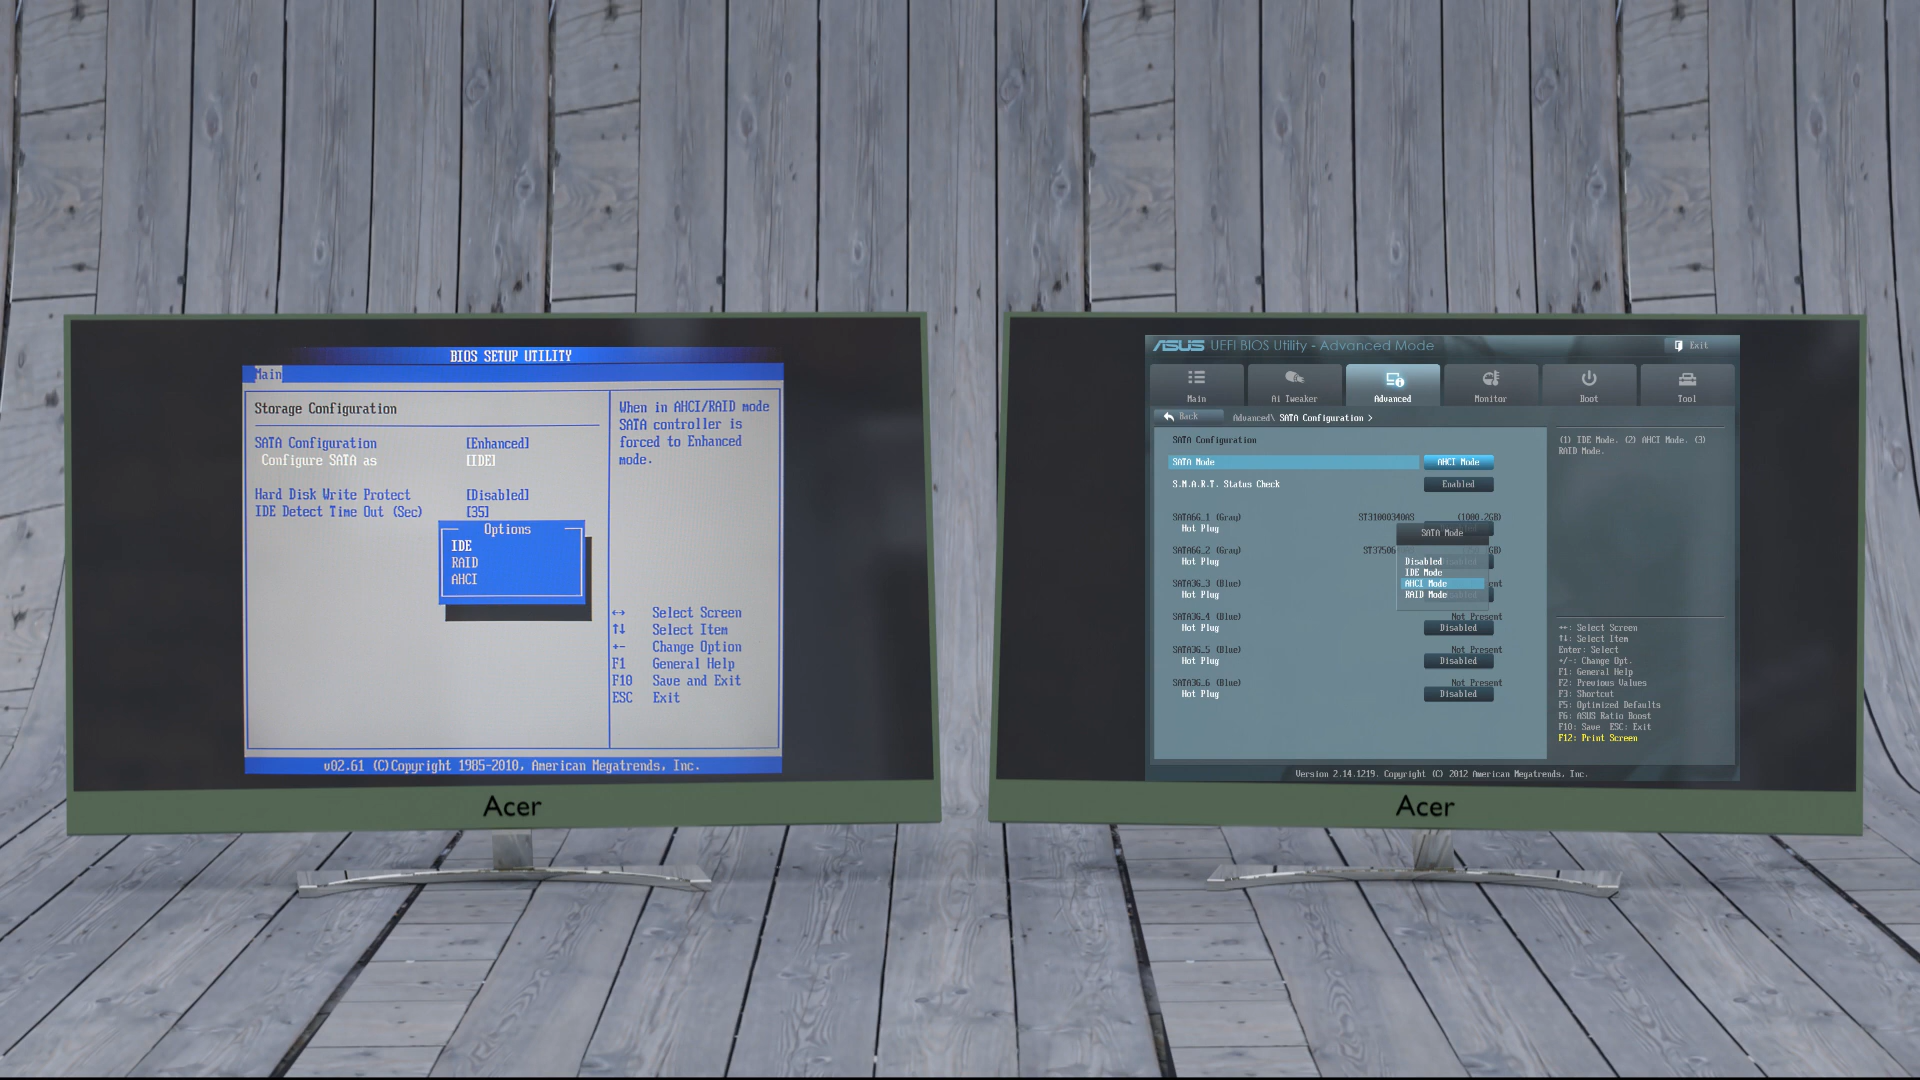 BIOS SETUP UTILITY
Main
Storage Configuration
SATA Configuration [Enhanced]
Configure SATA as [IDE]
Hard Disk Write Protect [Disabled]
IDE Detect Time Out (Sec) [35]
Options
IDE
RAID
AHCI
When in AHCI/RAID mode
SATA controller is
forced to Enhanced
mode.
↔ Select Screen
↑↓ Select Item
+- Change Option
F1 General Help
F10 Save and Exit
ESC Exit
v02.61 (C)Copyright 1985-2010, American Megatrends, Inc.
Acer
ASUS UEFI BIOS Utility - Advanced Mode
Exit
Main Ai Tweaker Advanced Monitor Boot Tool
Back Advanced\ SATA Configuration >
SATA Configuration
SATA Mode AHCI Mode
S.M.A.R.T. Status Check Enabled
SATA6G_1 (Gray) ST31000340AS (1000.2GB)
Hot Plug
SATA6G_2 (Gray)
Hot Plug
SATA3G_3 (Blue)
Hot Plug
SATA3G_4 (Blue) Not Present
Hot Plug Disabled
SATA3G_5 (Blue) Not Present
Hot Plug Disabled
SATA3G_6 (Blue) Not Present
Hot Plug Disabled
SATA Mode
Disabled
IDE Mode
AHCI Mode
RAID Mode
(1) IDE Mode. (2) AHCI Mode. (3)
RAID Mode.
↔: Select Screen
↑↓: Select Item
Enter: Select
+/-: Change Opt.
F1: General Help
F2: Previous Values
F3: Shortcut
F5: Optimized Defaults
F6: ASUS Ratio Boost
F10: Save ESC: Exit
F12: Print Screen
Version 2.14.1219. Copyright (C) 2012 American Megatrends, Inc.
Acer